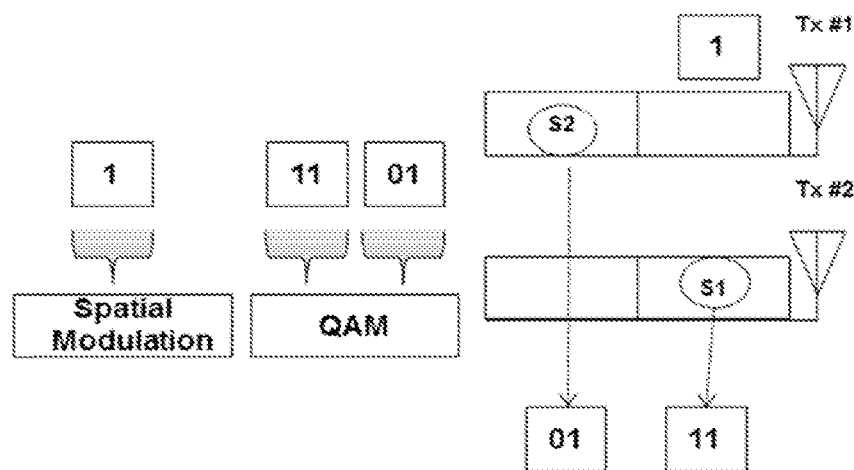 1
Tx #1
S2
1
11
01
Tx #2
S1
Spatial
Modulation
QAM
01
11